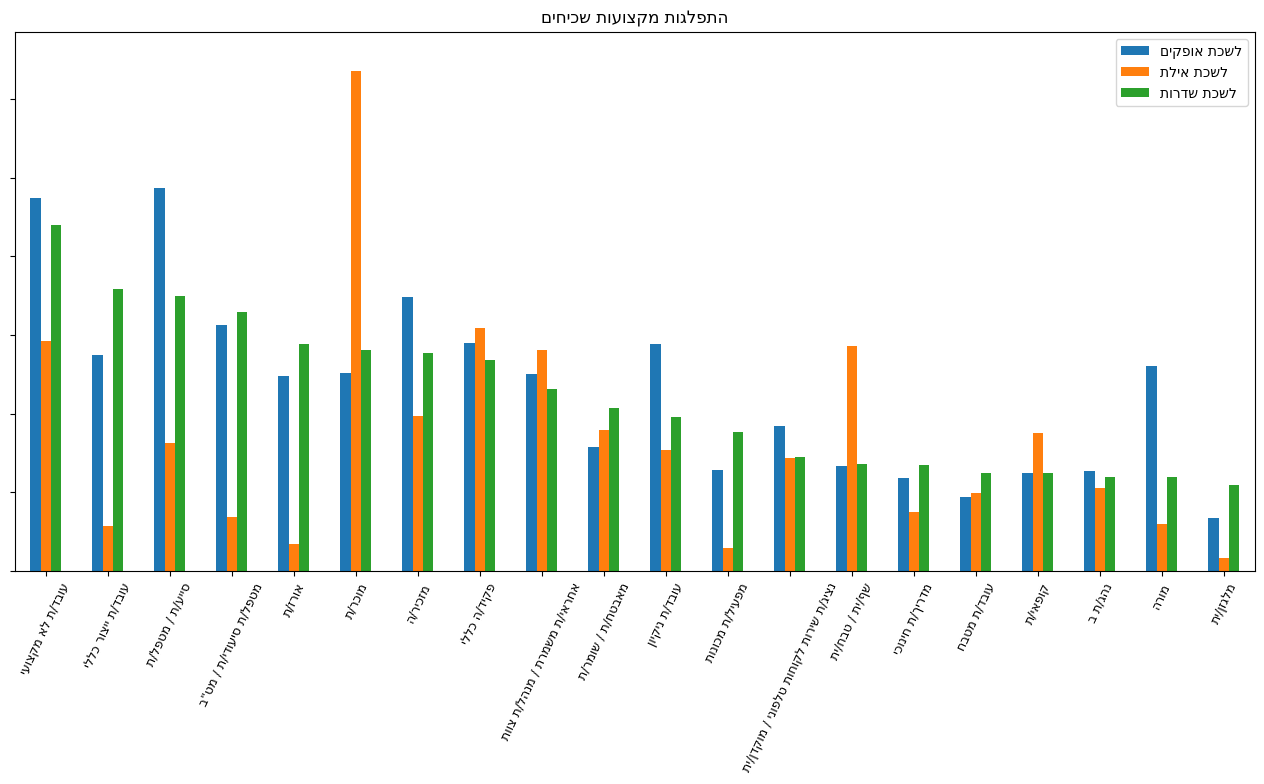 התפלגות מקצועות שכיחים
לשכת אופקים
לשכת אילת
לשכת שדרות
עובד/ת לא מקצועי
עובד/ת ייצור כללי
סייע/ת / מטפל/ת
מטפל/ת סיעודי/ת / מט"ב
אורז/ת
מוכר/ת
מזכיר/ה
פקיד/ה כללי
אחראי/ת משמרת / מנהל/ת צוות
מאבטח/ת / שומר/ת
עובד/ת ניקיון
מפעיל/ת מכונות
נציג/ת שירות לקוחות טלפוני / מוקדן/ית
שף/ית / טבח/ית
מדריך/ת חינוכי
עובד/ת מטבח
קופאי/ת
נהג/ת ב
מורה
מלגזן/ית